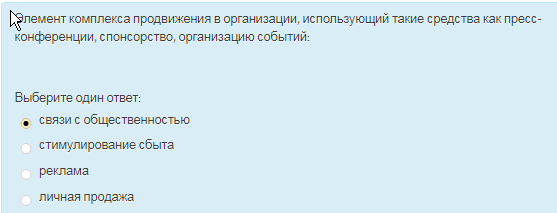 Элемент комплекса продвижения в организации, использующий такие средства как пресс-
конференции, спонсорство, организацию событий:
Выберите один ответ:
связи с общественностью
стимулирование сбыта
реклама
личная продажа